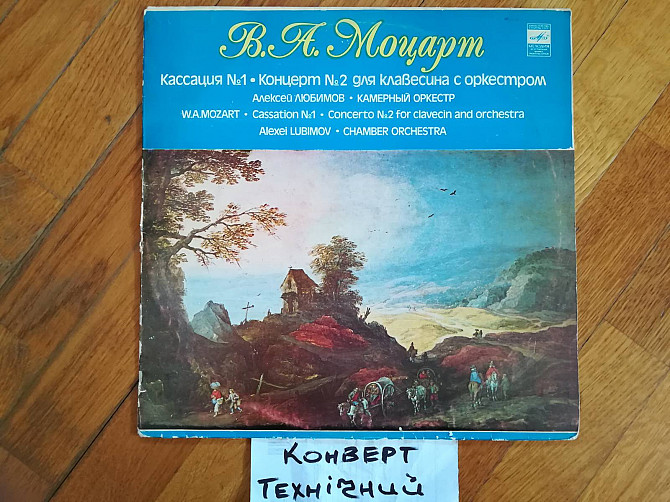 В.А. Моцарт
Кассация №1 • Концерт №2 для клавесина с оркестром
Алексей ЛЮБИМОВ • КАМЕРНЫЙ ОРКЕСТР
W.A.MOZART • Cassation №1 • Concerto №2 for clavecin and orchestra
Alexei LUBIMOV • CHAMBER ORCHESTRA
МЕЛОДИЯ
КОНВЕРТ
ТЕХНІЧНИЙ